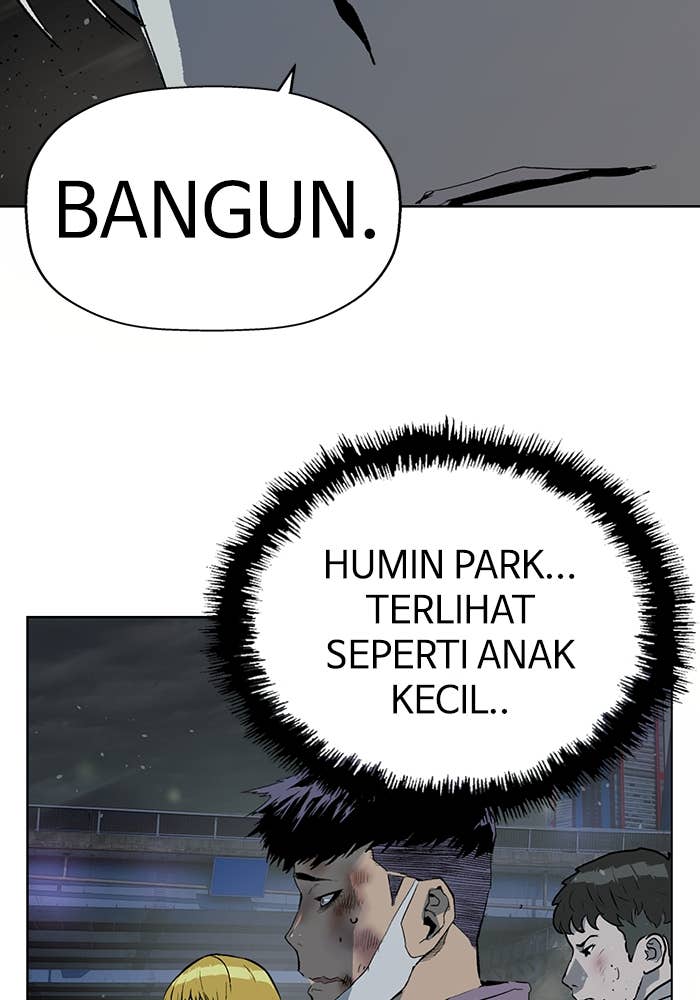 BANGUN.
HUMIN PARK...
TERLIHAT
SEPERTI ANAK
KECIL..